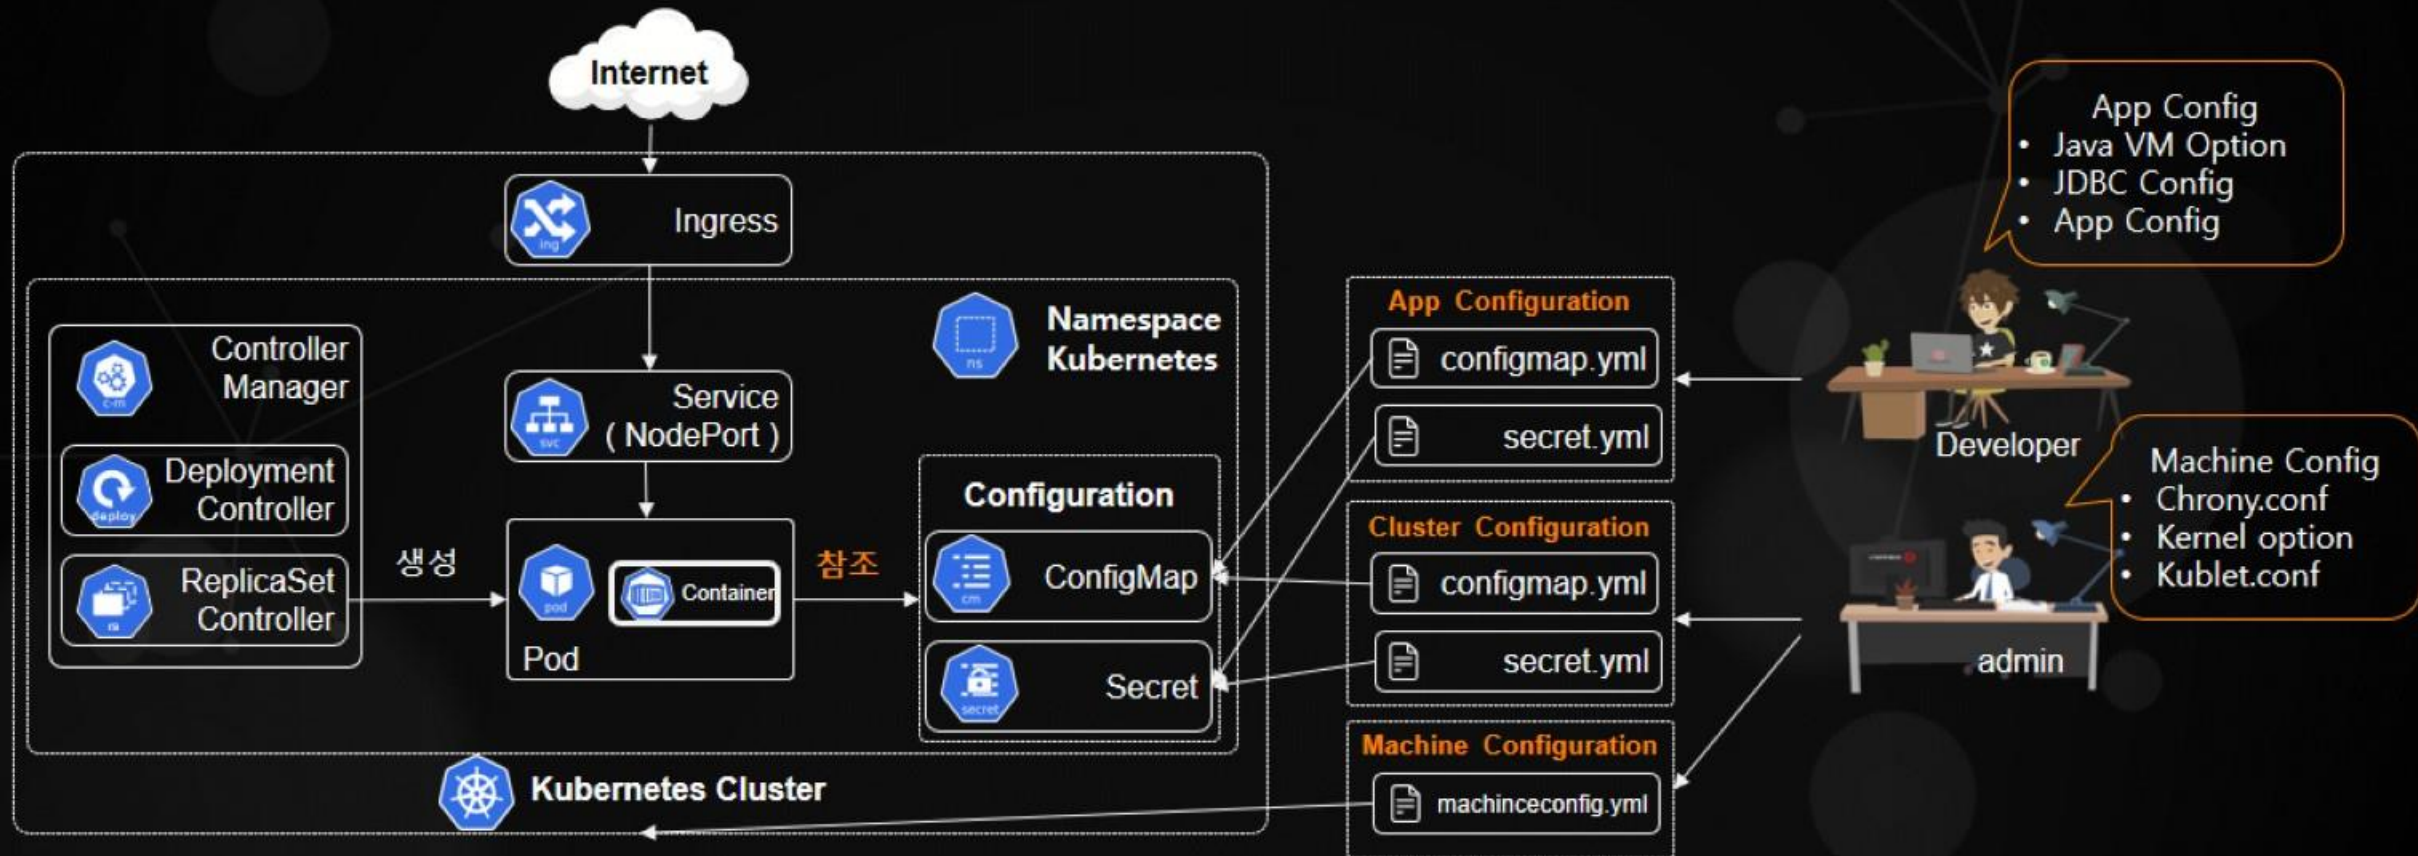 Internet
Ingress
ing
Namespace
Kubernetes
ns
Controller
Manager
c-m
Deployment
Controller
deploy
ReplicaSet
Controller
rs
생성
Service
( NodePort )
svc
pod
Container
Pod
참조
Configuration
ConfigMap
cm
Secret
secret
Kubernetes Cluster
App Configuration
configmap.yml
secret.yml
Cluster Configuration
configmap.yml
secret.yml
Machine Configuration
machinceconfig.yml
App Config
• Java VM Option
• JDBC Config
• App Config
Developer
Machine Config
• Chrony.conf
• Kernel option
• Kublet.conf
admin